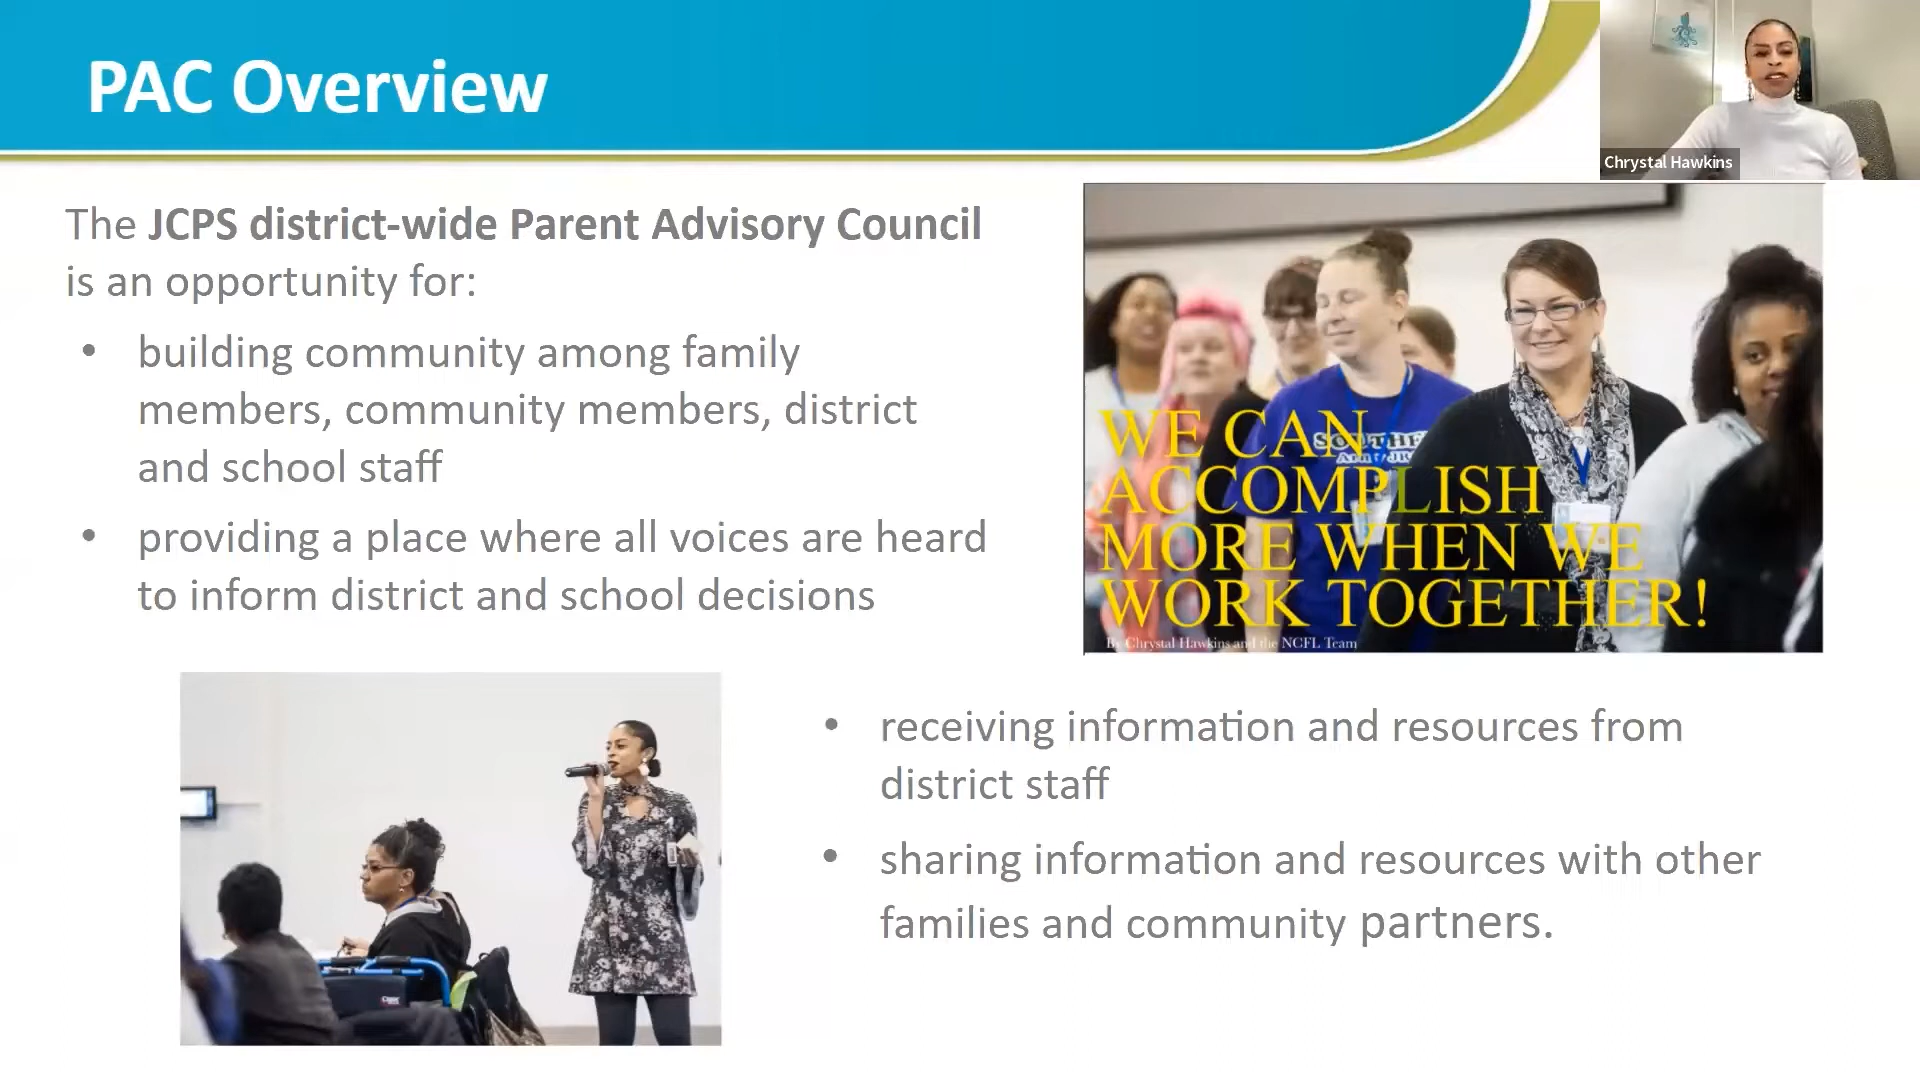 PAC Overview
Chrystal Hawkins
The JCPS district-wide Parent Advisory Council
is an opportunity for:
• building community among family
members, community members, district
and school staff
• providing a place where all voices are heard
to inform district and school decisions
WE CAN
ACCOMPLISH
MORE WHEN WE
WORK TOGETHER!
By Chrystal Hawkins and the NCFL Team
• receiving information and resources from
district staff
• sharing information and resources with other
families and community partners.